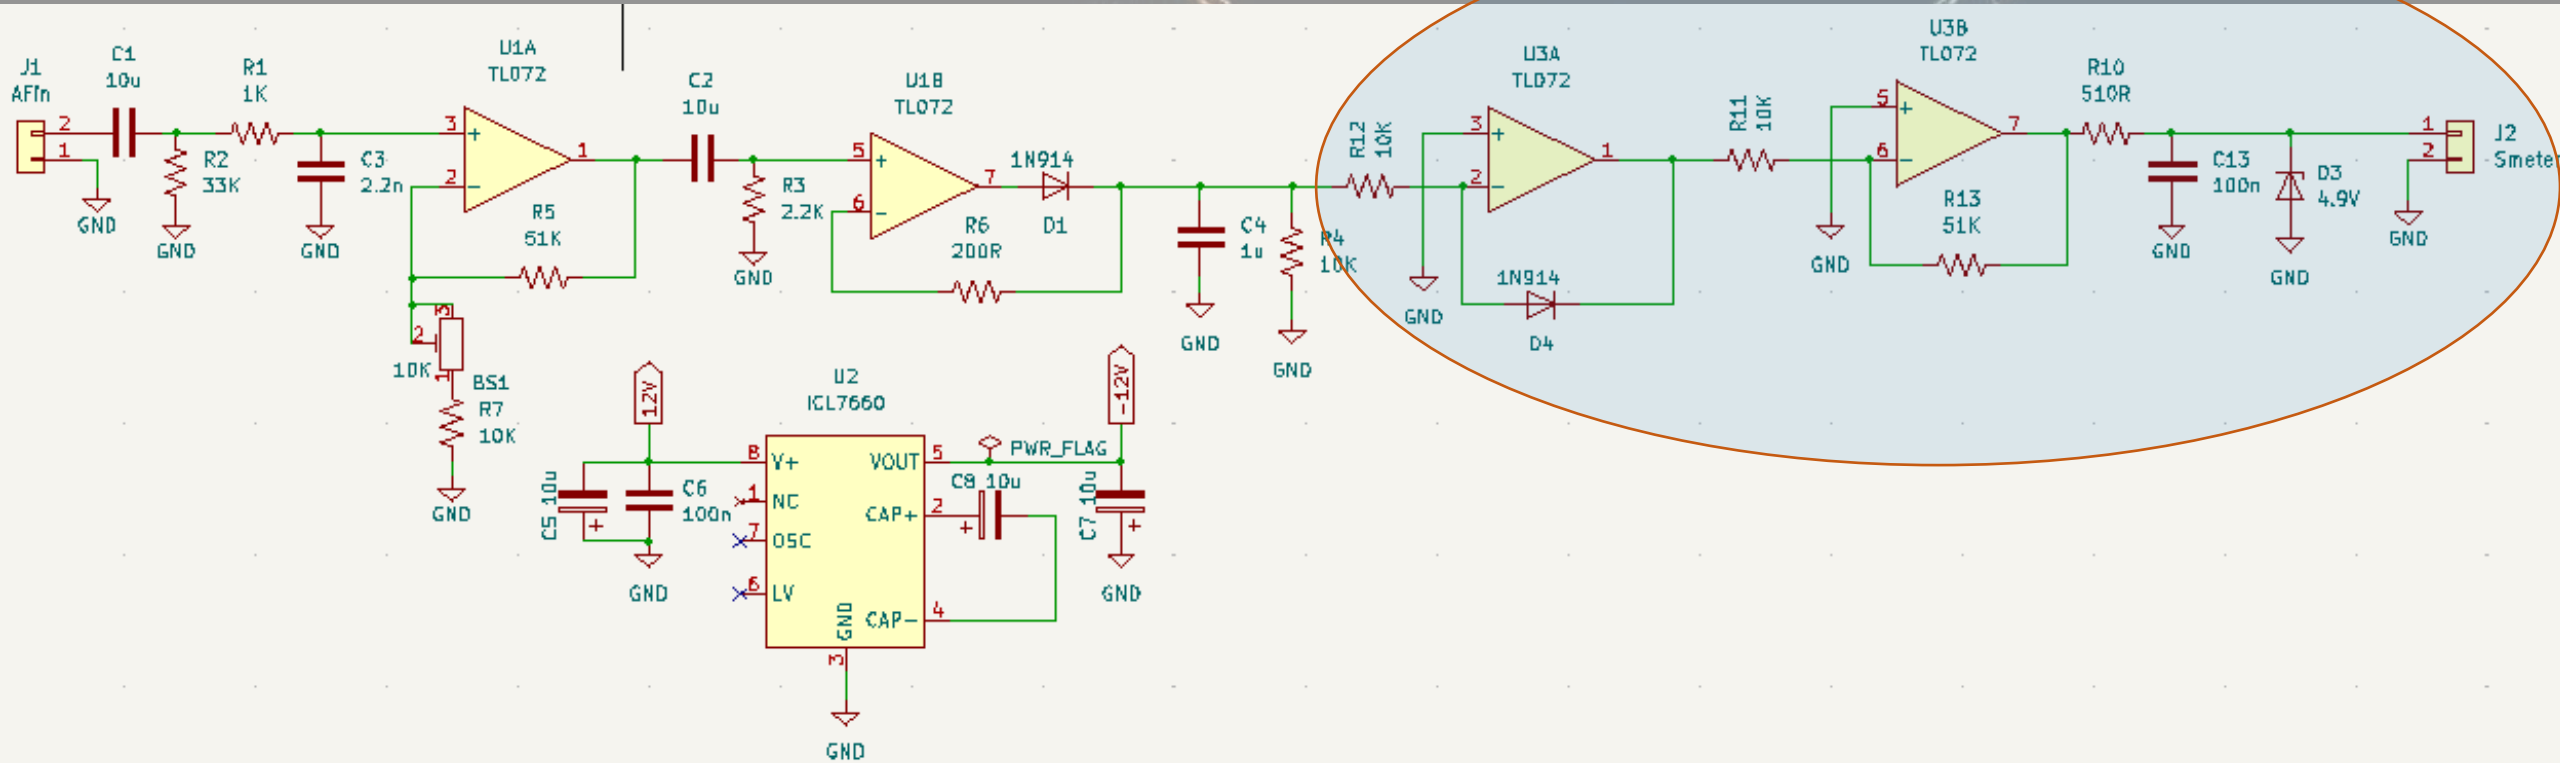 J1
AFin
2
1
GND
C1
10u
R2
33K
GND
R1
1K
C3
2.2n
GND
U1A
TL072
3
+
2
-
1
R5
51K
3
2
1
10K
BS1
R7
10K
GND
C2
10u
R3
2.2K
GND
U1B
TL072
5
+
6
-
7
R6
200R
1N914
D1
C4
1u
GND
R4
10K
GND
R12
10K
U3A
TL072
3
+
2
-
1
GND
1N914
D4
R11
10K
U3B
TL072
5
+
6
-
7
GND
R13
51K
R10
510R
C13
100n
GND
D3
4.9V
GND
1
2
J2
Smete
GND
12V
C5 10u
+
C6
100n
GND
U2
ICL7660
8
V+
1
NC
7
OSC
6
LV
GND
3
VOUT
5
CAP+
2
CAP-
4
GND
PWR_FLAG
C8 10u
+
-12V
C7 10u
+
GND